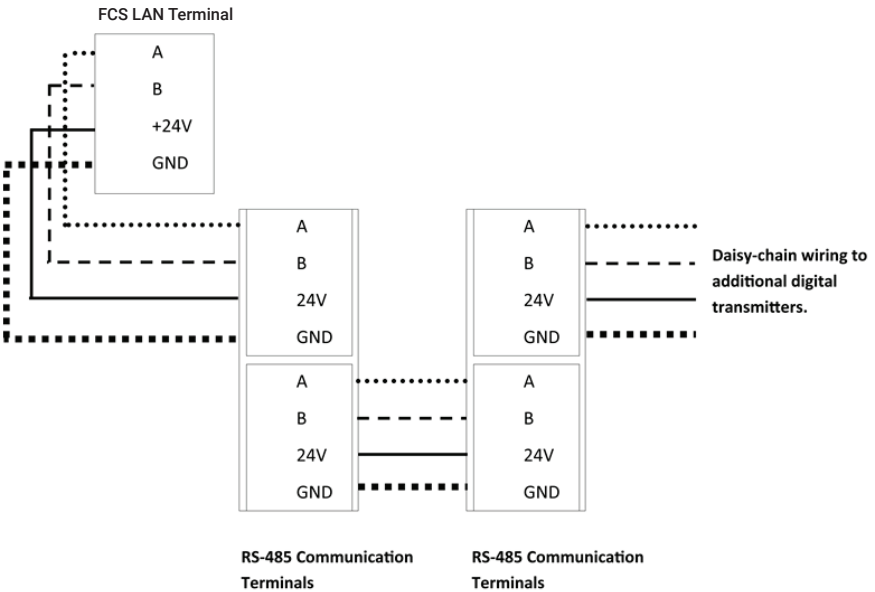 FCS LAN Terminal
A
B
+24V
GND
A
B
24V
GND
A
B
24V
GND
A
B
24V
GND
A
B
24V
GND
Daisy-chain wiring to
additional digital
transmitters.
RS-485 Communication
Terminals
RS-485 Communication
Terminals